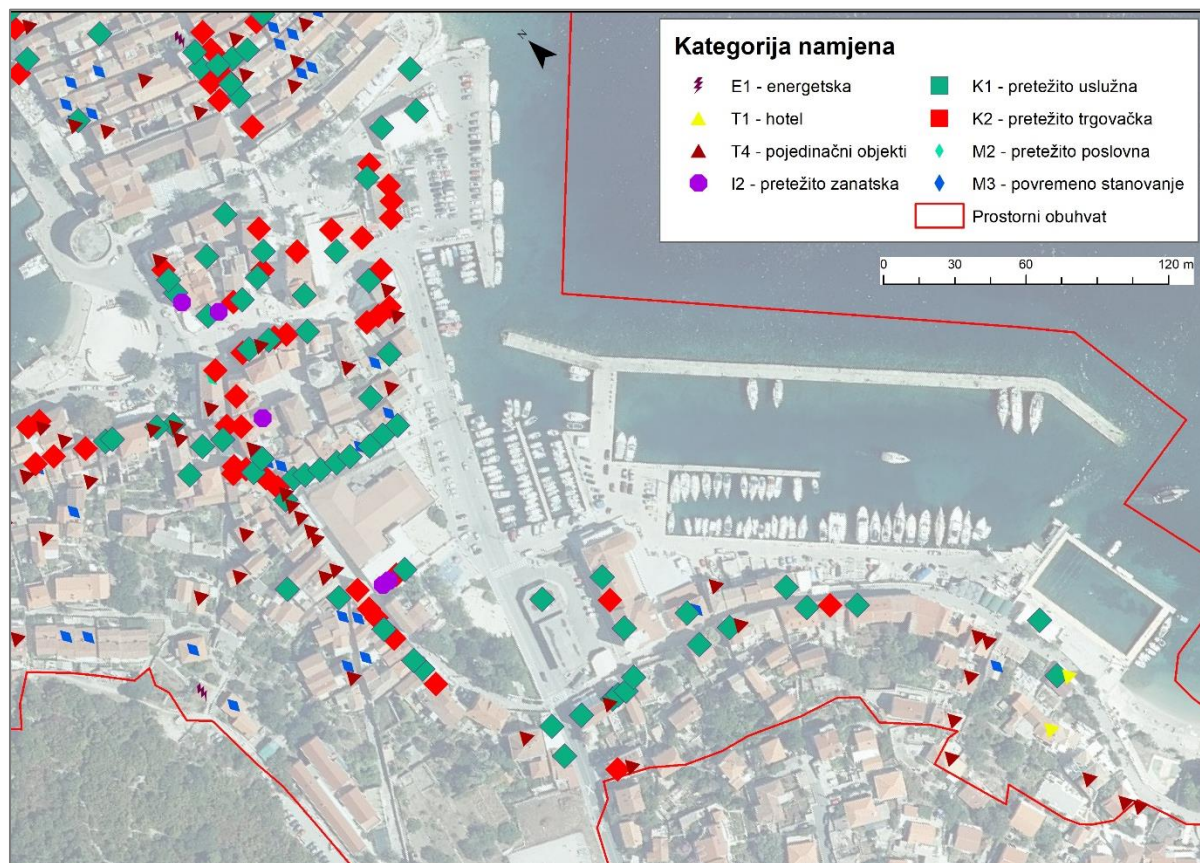 N
Kategorija namjena
E1 - energetska
T1 - hotel
T4 - pojedinačni objekti
I2 - pretežito zanatska
K1 - pretežito uslužna
K2 - pretežito trgovačka
M2 - pretežito poslovna
M3 - povremeno stanovanje
Prostorni obuhvat
0 30 60 120 m